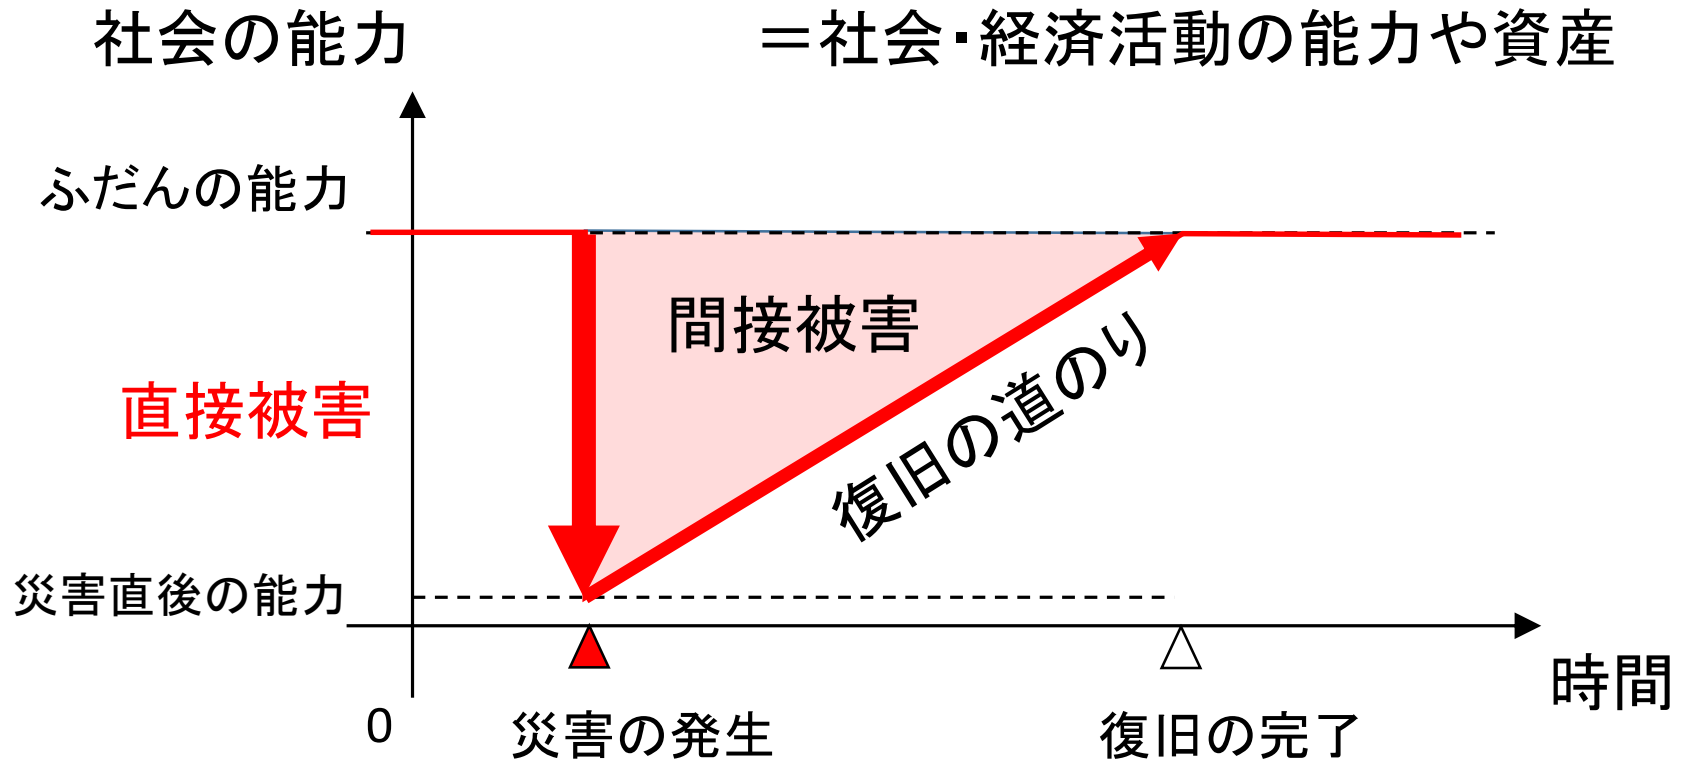 社会の能力
＝社会・経済活動の能力や資産
ふだんの能力
間接被害
直接被害
復旧の道のり
災害直後の能力
時間
0
災害の発生
復旧の完了